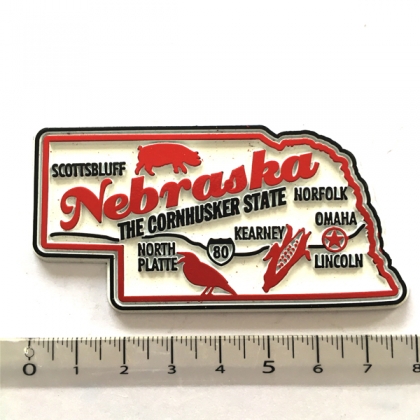 SCOTTSBLUFF
Nebraska
THE CORNHUSKER STATE
NORFOLK
OMAHA
KEARNEY
NORTH
PLATTE
80
LINCOLN
0 1 2 3 4 5 6 7 8